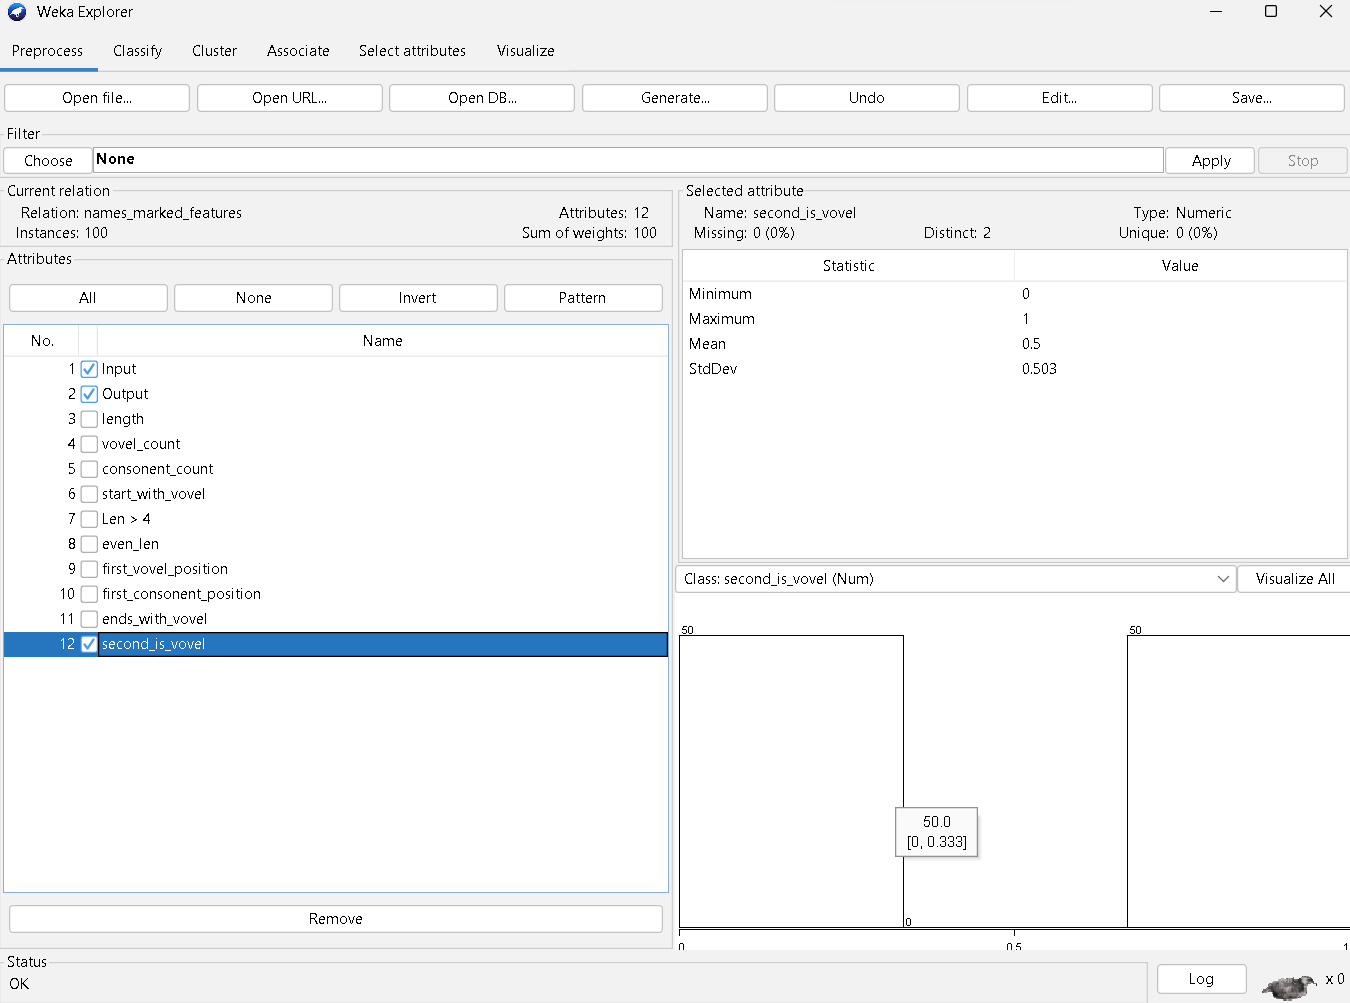 Weka Explorer
Preprocess Classify Cluster Associate Select attributes Visualize
Open file... Open URL... Open DB... Generate... Undo Edit... Save...
Filter
Choose None Apply Stop
Current relation
Relation: names_marked_features Attributes: 12
Instances: 100 Sum of weights: 100
Attributes
All None Invert Pattern
No. Name
1 Input
2 Output
3 length
4 vovel_count
5 consonent_count
6 start_with_vovel
7 Len > 4
8 even_len
9 first_vovel_position
10 first_consonent_position
11 ends_with_vovel
12 second_is_vovel
Remove
Selected attribute
Name: second_is_vovel Type: Numeric
Missing: 0 (0%) Distinct: 2 Unique: 0 (0%)
Statistic Value
Minimum 0
Maximum 1
Mean 0.5
StdDev 0.503
Class: second_is_vovel (Num) Visualize All
50 50
50.0
[0, 0.333]
0
0 0.5 1
Status
OK
Log x 0